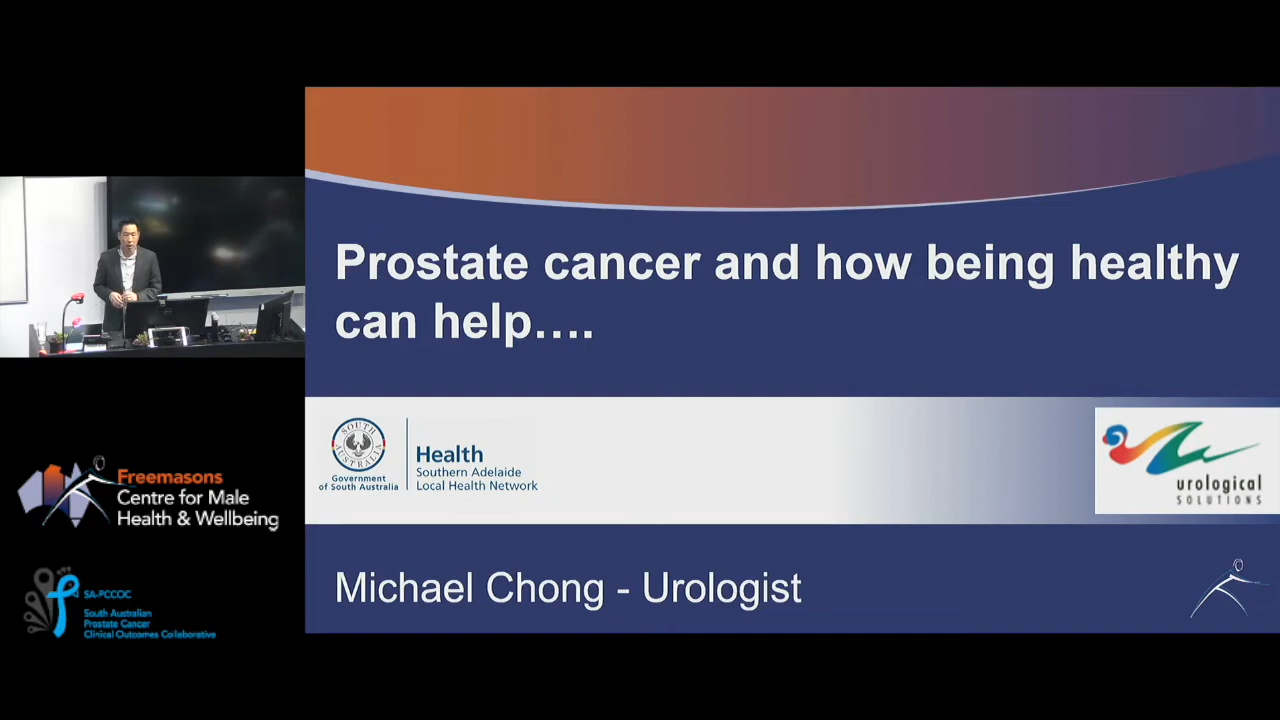 Prostate cancer and how being healthy
can help….
SOUTH AUSTRALIA
Government
of South Australia
Health
Southern Adelaide
Local Health Network
urological
SOLUTIONS
Michael Chong - Urologist
Freemasons
Centre for Male
Health & Wellbeing
SA-PCCOC
South Australian
Prostate Cancer
Clinical Outcomes Collaborative